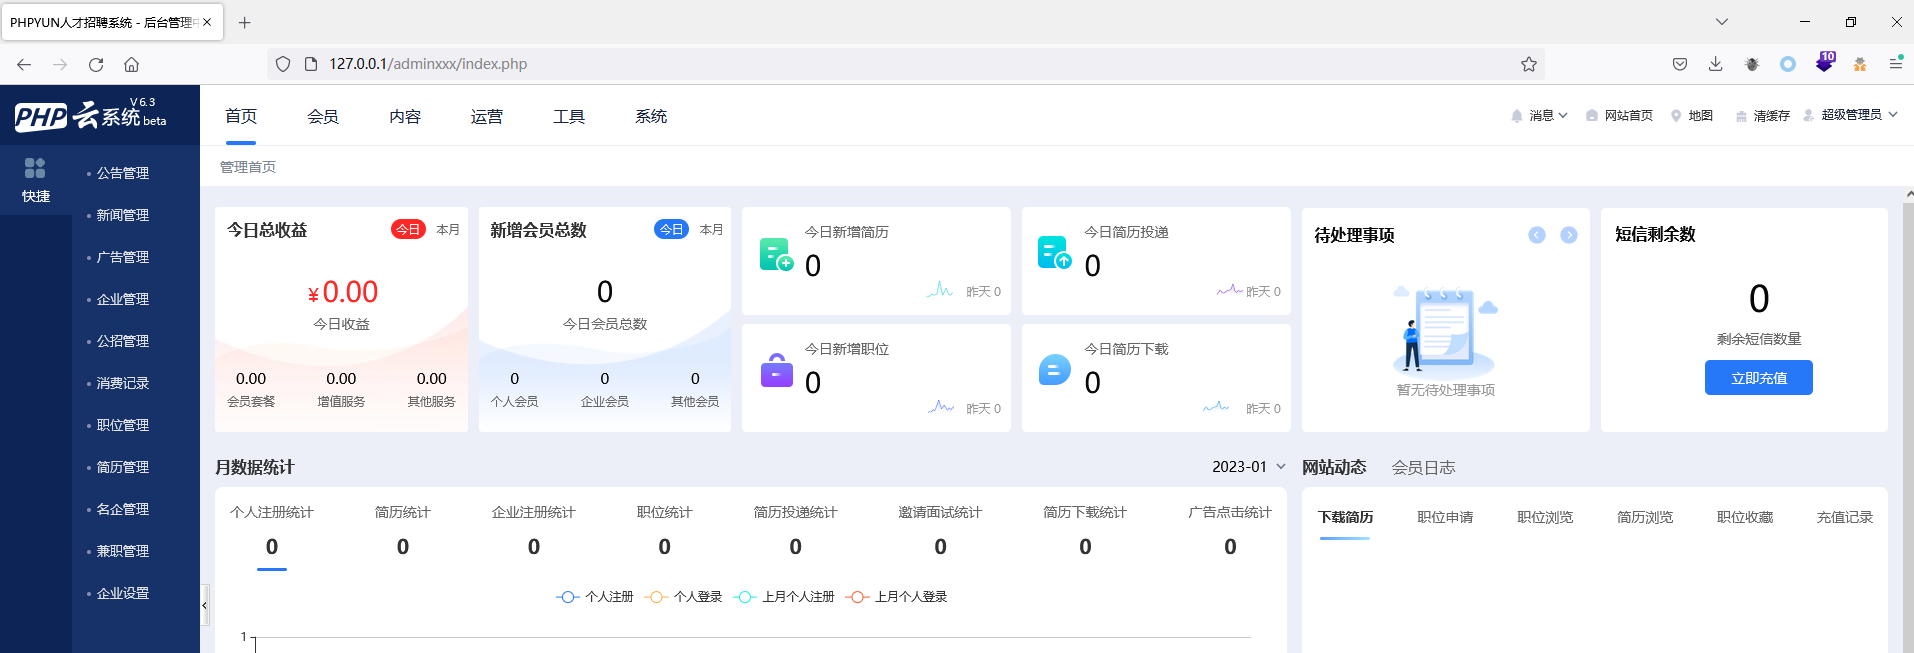 PHPYUN人才招聘系统 - 后台管理中
127.0.0.1/adminxxx/index.php
10
PHP云系统 V6.3 beta
首页 会员 内容 运营 工具 系统
消息 网站首页 地图 清缓存 超级管理员
快捷
公告管理
新闻管理
广告管理
企业管理
公招管理
消费记录
职位管理
简历管理
名企管理
兼职管理
企业设置
管理首页
今日总收益 今日 本月
¥0.00
今日收益
0.00 0.00 0.00
会员套餐 增值服务 其他服务
新增会员总数 今日 本月
0
今日会员总数
0 0 0
个人会员 企业会员 其他会员
今日新增简历
0
昨天 0
今日简历投递
0
昨天 0
今日新增职位
0
昨天 0
今日简历下载
0
昨天 0
待处理事项
暂无待处理事项
短信剩余数
0
剩余短信数量
立即充值
月数据统计 2023-01
个人注册统计 简历统计 企业注册统计 职位统计 简历投递统计 邀请面试统计 简历下载统计 广告点击统计
0 0 0 0 0 0 0 0
个人注册 个人登录 上月个人注册 上月个人登录
1
网站动态 会员日志
下载简历 职位申请 职位浏览 简历浏览 职位收藏 充值记录